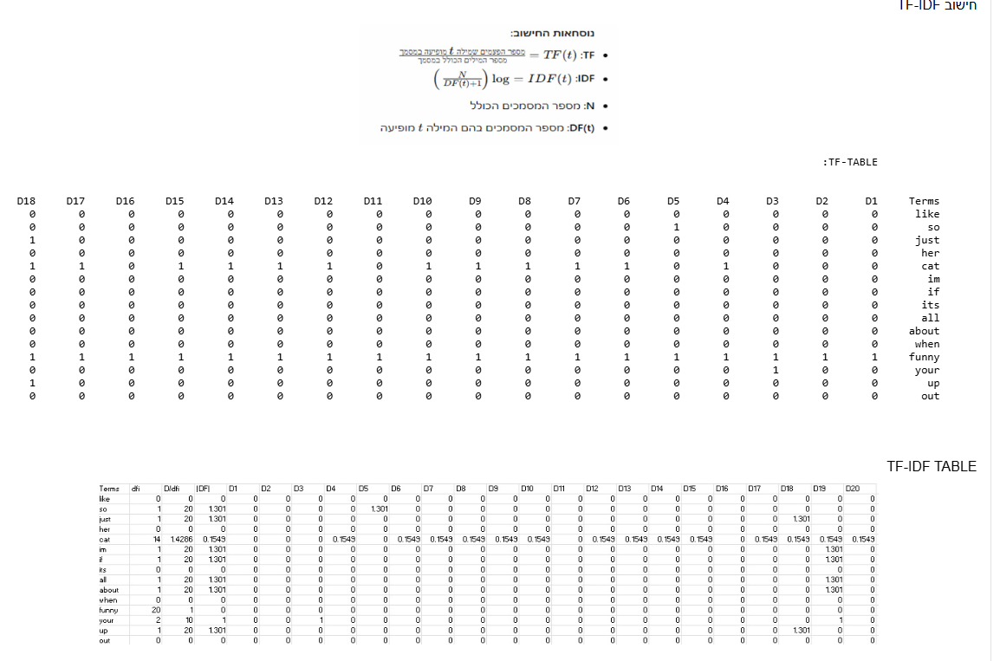 חישוב TF-IDF
נוסחאות החישוב:
• TF: TF(t) = מספר הפעמים שמילה t מופיעה במסמך / מספר המילים הכולל במסמך
• IDF: IDF(t) = log (N / DF(t)+1)
• N: מספר המסמכים הכולל
• DF(t): מספר המסמכים בהם המילה t מופיעה
TF-TABLE:
D18 D17 D16 D15 D14 D13 D12 D11 D10 D9 D8 D7 D6 D5 D4 D3 D2 D1 Terms
0 0 0 0 0 0 0 0 0 0 0 0 0 0 0 0 0 0 like
0 0 0 0 0 0 0 0 0 0 0 0 0 1 0 0 0 0 so
1 0 0 0 0 0 0 0 0 0 0 0 0 0 0 0 0 0 just
0 0 0 0 0 0 0 0 0 0 0 0 0 0 0 0 0 0 her
1 1 0 1 1 1 1 0 1 1 1 1 1 0 1 0 0 0 cat
0 0 0 0 0 0 0 0 0 0 0 0 0 0 0 0 0 0 im
0 0 0 0 0 0 0 0 0 0 0 0 0 0 0 0 0 0 if
0 0 0 0 0 0 0 0 0 0 0 0 0 0 0 0 0 0 its
0 0 0 0 0 0 0 0 0 0 0 0 0 0 0 0 0 0 all
0 0 0 0 0 0 0 0 0 0 0 0 0 0 0 0 0 0 about
0 0 0 0 0 0 0 0 0 0 0 0 0 0 0 0 0 0 when
1 1 1 1 1 1 1 1 1 1 1 1 1 1 1 1 1 1 funny
0 0 0 0 0 0 0 0 0 0 0 0 0 0 0 1 0 0 your
1 0 0 0 0 0 0 0 0 0 0 0 0 0 0 0 0 0 up
0 0 0 0 0 0 0 0 0 0 0 0 0 0 0 0 0 0 out
TF-IDF TABLE
Terms dfi D/dfi |DF| D1 D2 D3 D4 D5 D6 D7 D8 D9 D10 D11 D12 D13 D14 D15 D16 D17 D18 D19 D20
like 0 0 0 0 0 0 0 0 0 0 0 0 0 0 0 0 0 0 0 0 0 0 0
so 1 20 1.301 0 0 0 0 1.301 0 0 0 0 0 0 0 0 0 0 0 0 0 0 0
just 1 20 1.301 0 0 0 0 0 0 0 0 0 0 0 0 0 0 0 0 0 1.301 0 0
her 0 0 0 0 0 0 0 0 0 0 0 0 0 0 0 0 0 0 0 0 0 0 0
cat 14 1.4286 0.1549 0 0 0 0.1549 0 0.1549 0.1549 0.1549 0.1549 0.1549 0 0.1549 0.1549 0.1549 0.1549 0 0.1549 0.1549 0.1549 0.1549
im 1 20 1.301 0 0 0 0 0 0 0 0 0 0 0 0 0 0 0 0 0 0 1.301 0
if 1 20 1.301 0 0 0 0 0 0 0 0 0 0 0 0 0 0 0 0 0 0 1.301 0
its 0 0 0 0 0 0 0 0 0 0 0 0 0 0 0 0 0 0 0 0 0 0 0
all 1 20 1.301 0 0 0 0 0 0 0 0 0 0 0 0 0 0 0 0 0 0 1.301 0
about 1 20 1.301 0 0 0 0 0 0 0 0 0 0 0 0 0 0 0 0 0 0 1.301 0
when 0 0 0 0 0 0 0 0 0 0 0 0 0 0 0 0 0 0 0 0 0 0 0
funny 20 1 0 0 0 0 0 0 0 0 0 0 0 0 0 0 0 0 0 0 0 0 0
your 2 10 1 0 0 1 0 0 0 0 0 0 0 0 0 0 0 0 0 0 0 1 0
up 1 20 1.301 0 0 0 0 0 0 0 0 0 0 0 0 0 0 0 0 0 1.301 0 0
out 0 0 0 0 0 0 0 0 0 0 0 0 0 0 0 0 0 0 0 0 0 0 0